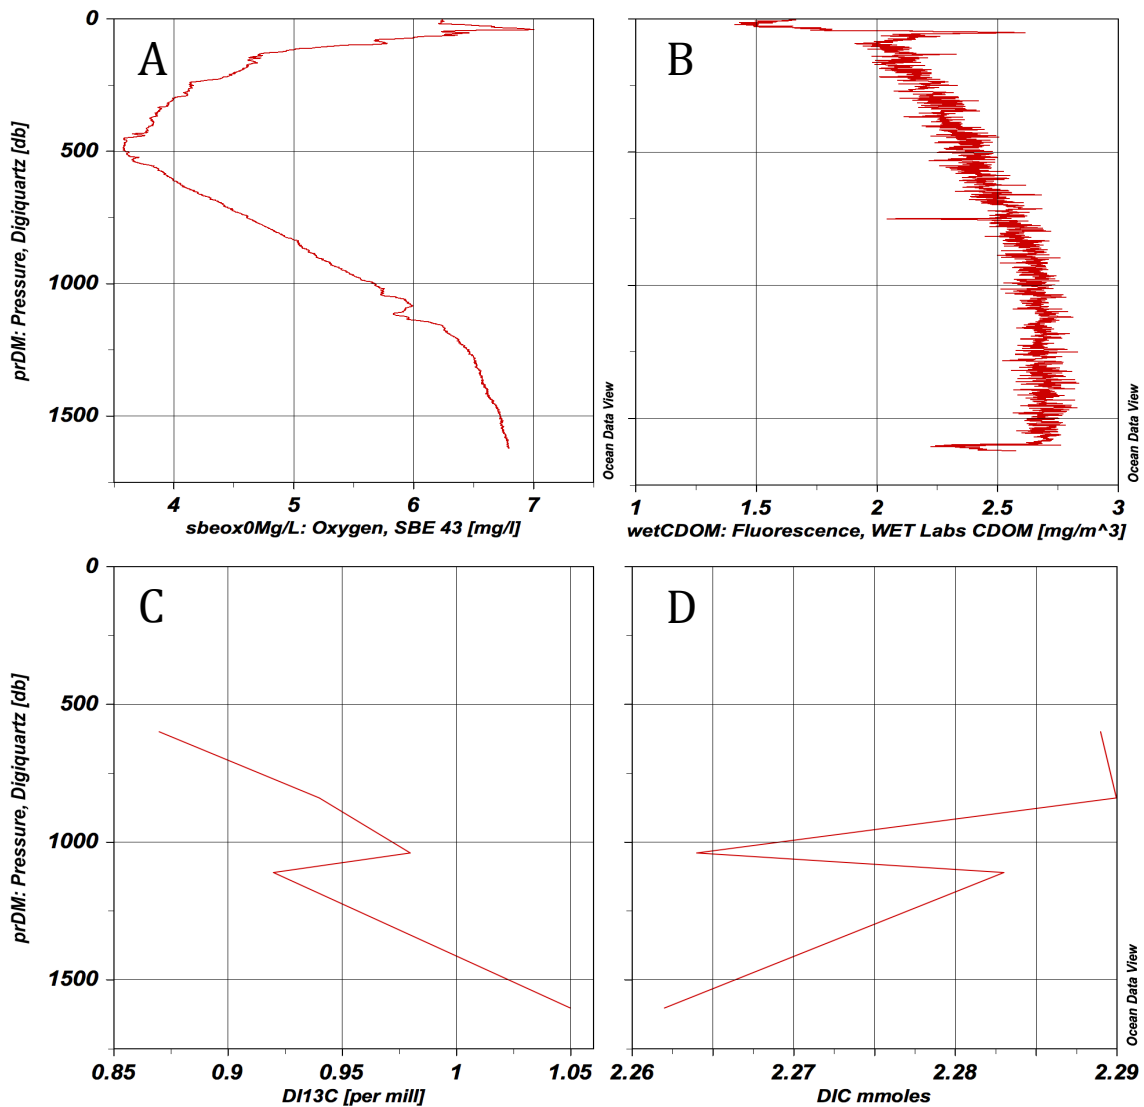 A
0
500
1000
1500
prDM: Pressure, Digiquartz [db]
4 5 6 7
sbeox0Mg/L: Oxygen, SBE 43 [mg/l]
Ocean Data View
B
1 1.5 2 2.5 3
wetCDOM: Fluorescence, WET Labs CDOM [mg/m^3]
Ocean Data View
C
0
500
1000
1500
prDM: Pressure, Digiquartz [db]
0.85 0.9 0.95 1 1.05
DI13C [per mill]
D
2.26 2.27 2.28 2.29
DIC mmoles
Ocean Data View